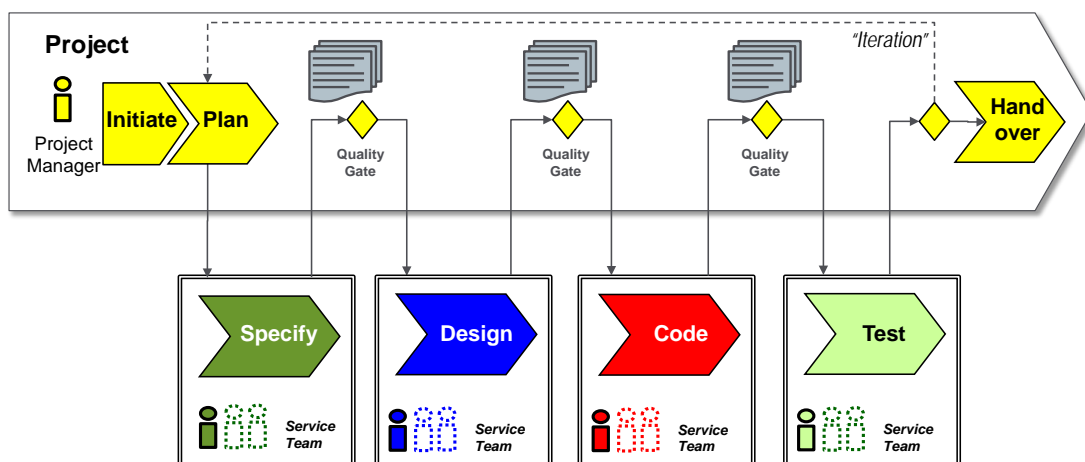 Project
"Iteration"
Initiate
Plan
Hand
over
Project
Manager
Quality
Gate
Quality
Gate
Quality
Gate
Specify
Design
Code
Test
Service
Team
Service
Team
Service
Team
Service
Team